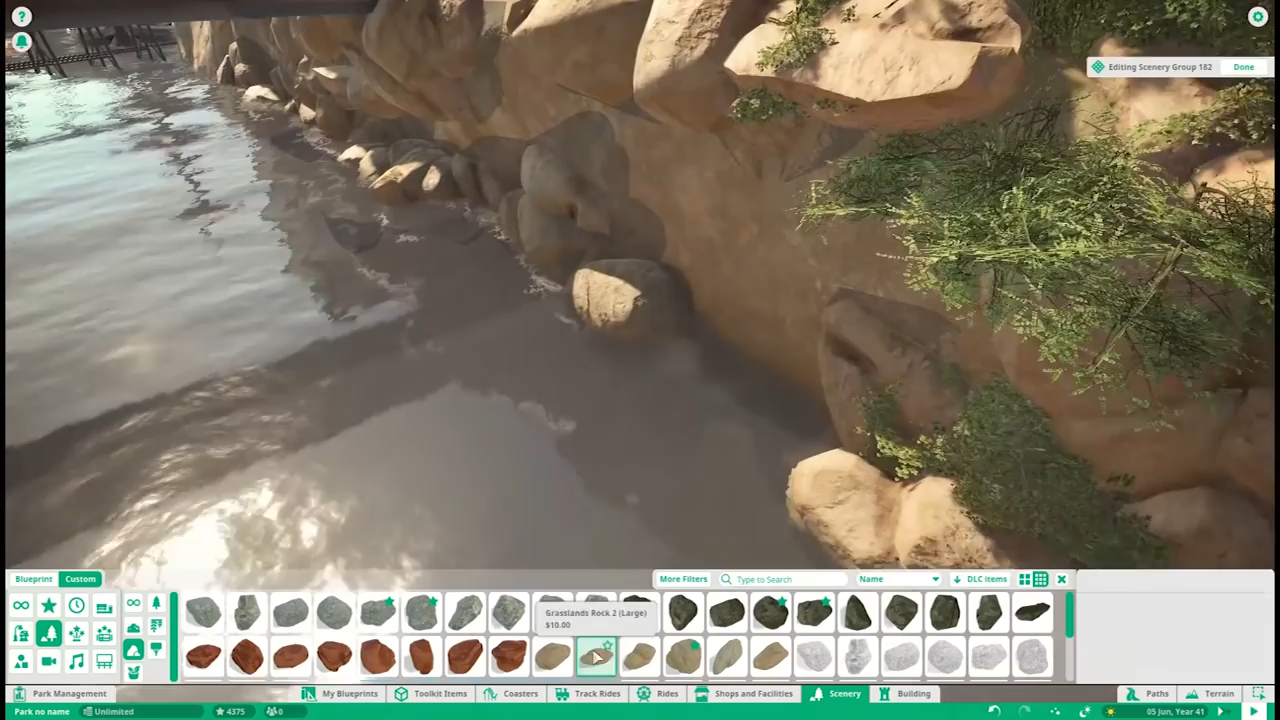 ?
Editing Scenery Group 182 Done
Blueprint Custom More Filters Type to Search Name DLC items
Grasslands Rock 2 (Large)
$10.00
Park Management My Blueprints Toolkit Items Coasters Track Rides Rides Shops and Facilities Scenery Building Paths Terrain
Park no name Unlimited 4375 0 05 Jun, Year 41